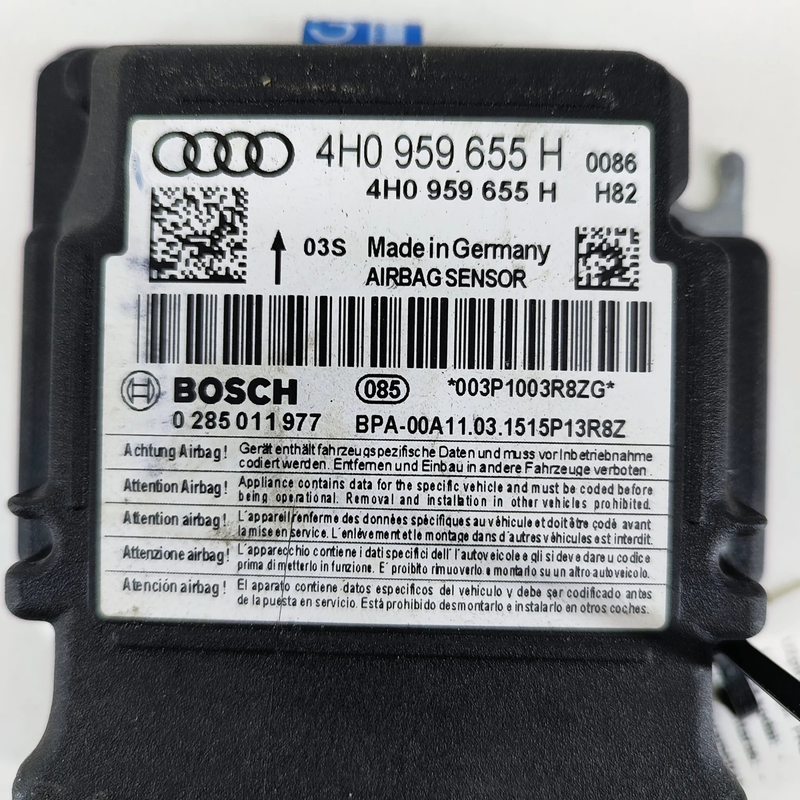 4H0 959 655 H 0086
4H0 959 655 H H82
03S Made in Germany
AIRBAG SENSOR
BOSCH 085 *003P1003R8ZG*
0 285 011 977 BPA-00A11.03.1515P13R8Z
Achtung Airbag! Gerät enthält fahrzeugspezifische Daten und muss vor Inbetriebnahme
codiert werden. Entfernen und Einbau in andere Fahrzeuge verboten.
Attention Airbag! Appliance contains data for the specific vehicle and must be coded before
being operational. Removal and installation in other vehicles prohibited.
Attention airbag! L'appareil renferme des données spécifiques au véhicule et doit être codé avant
la mise en service. L'enlèvement et le montage dans d'autres véhicules est interdit.
Attenzione airbag! L'apparecchio contiene i dati specifici dell'l'autoveicolo e gli si deve dare u codice
prima di metterlo in funzione. E' proibito rimuoverlo e montarlo su un altro autoveicolo.
Atención airbag! El aparato contiene datos especificos del vehículo y debe ser codificado antes
de la puesta en servicio. Está prohibido desmontarlo e instalarlo en otros coches.